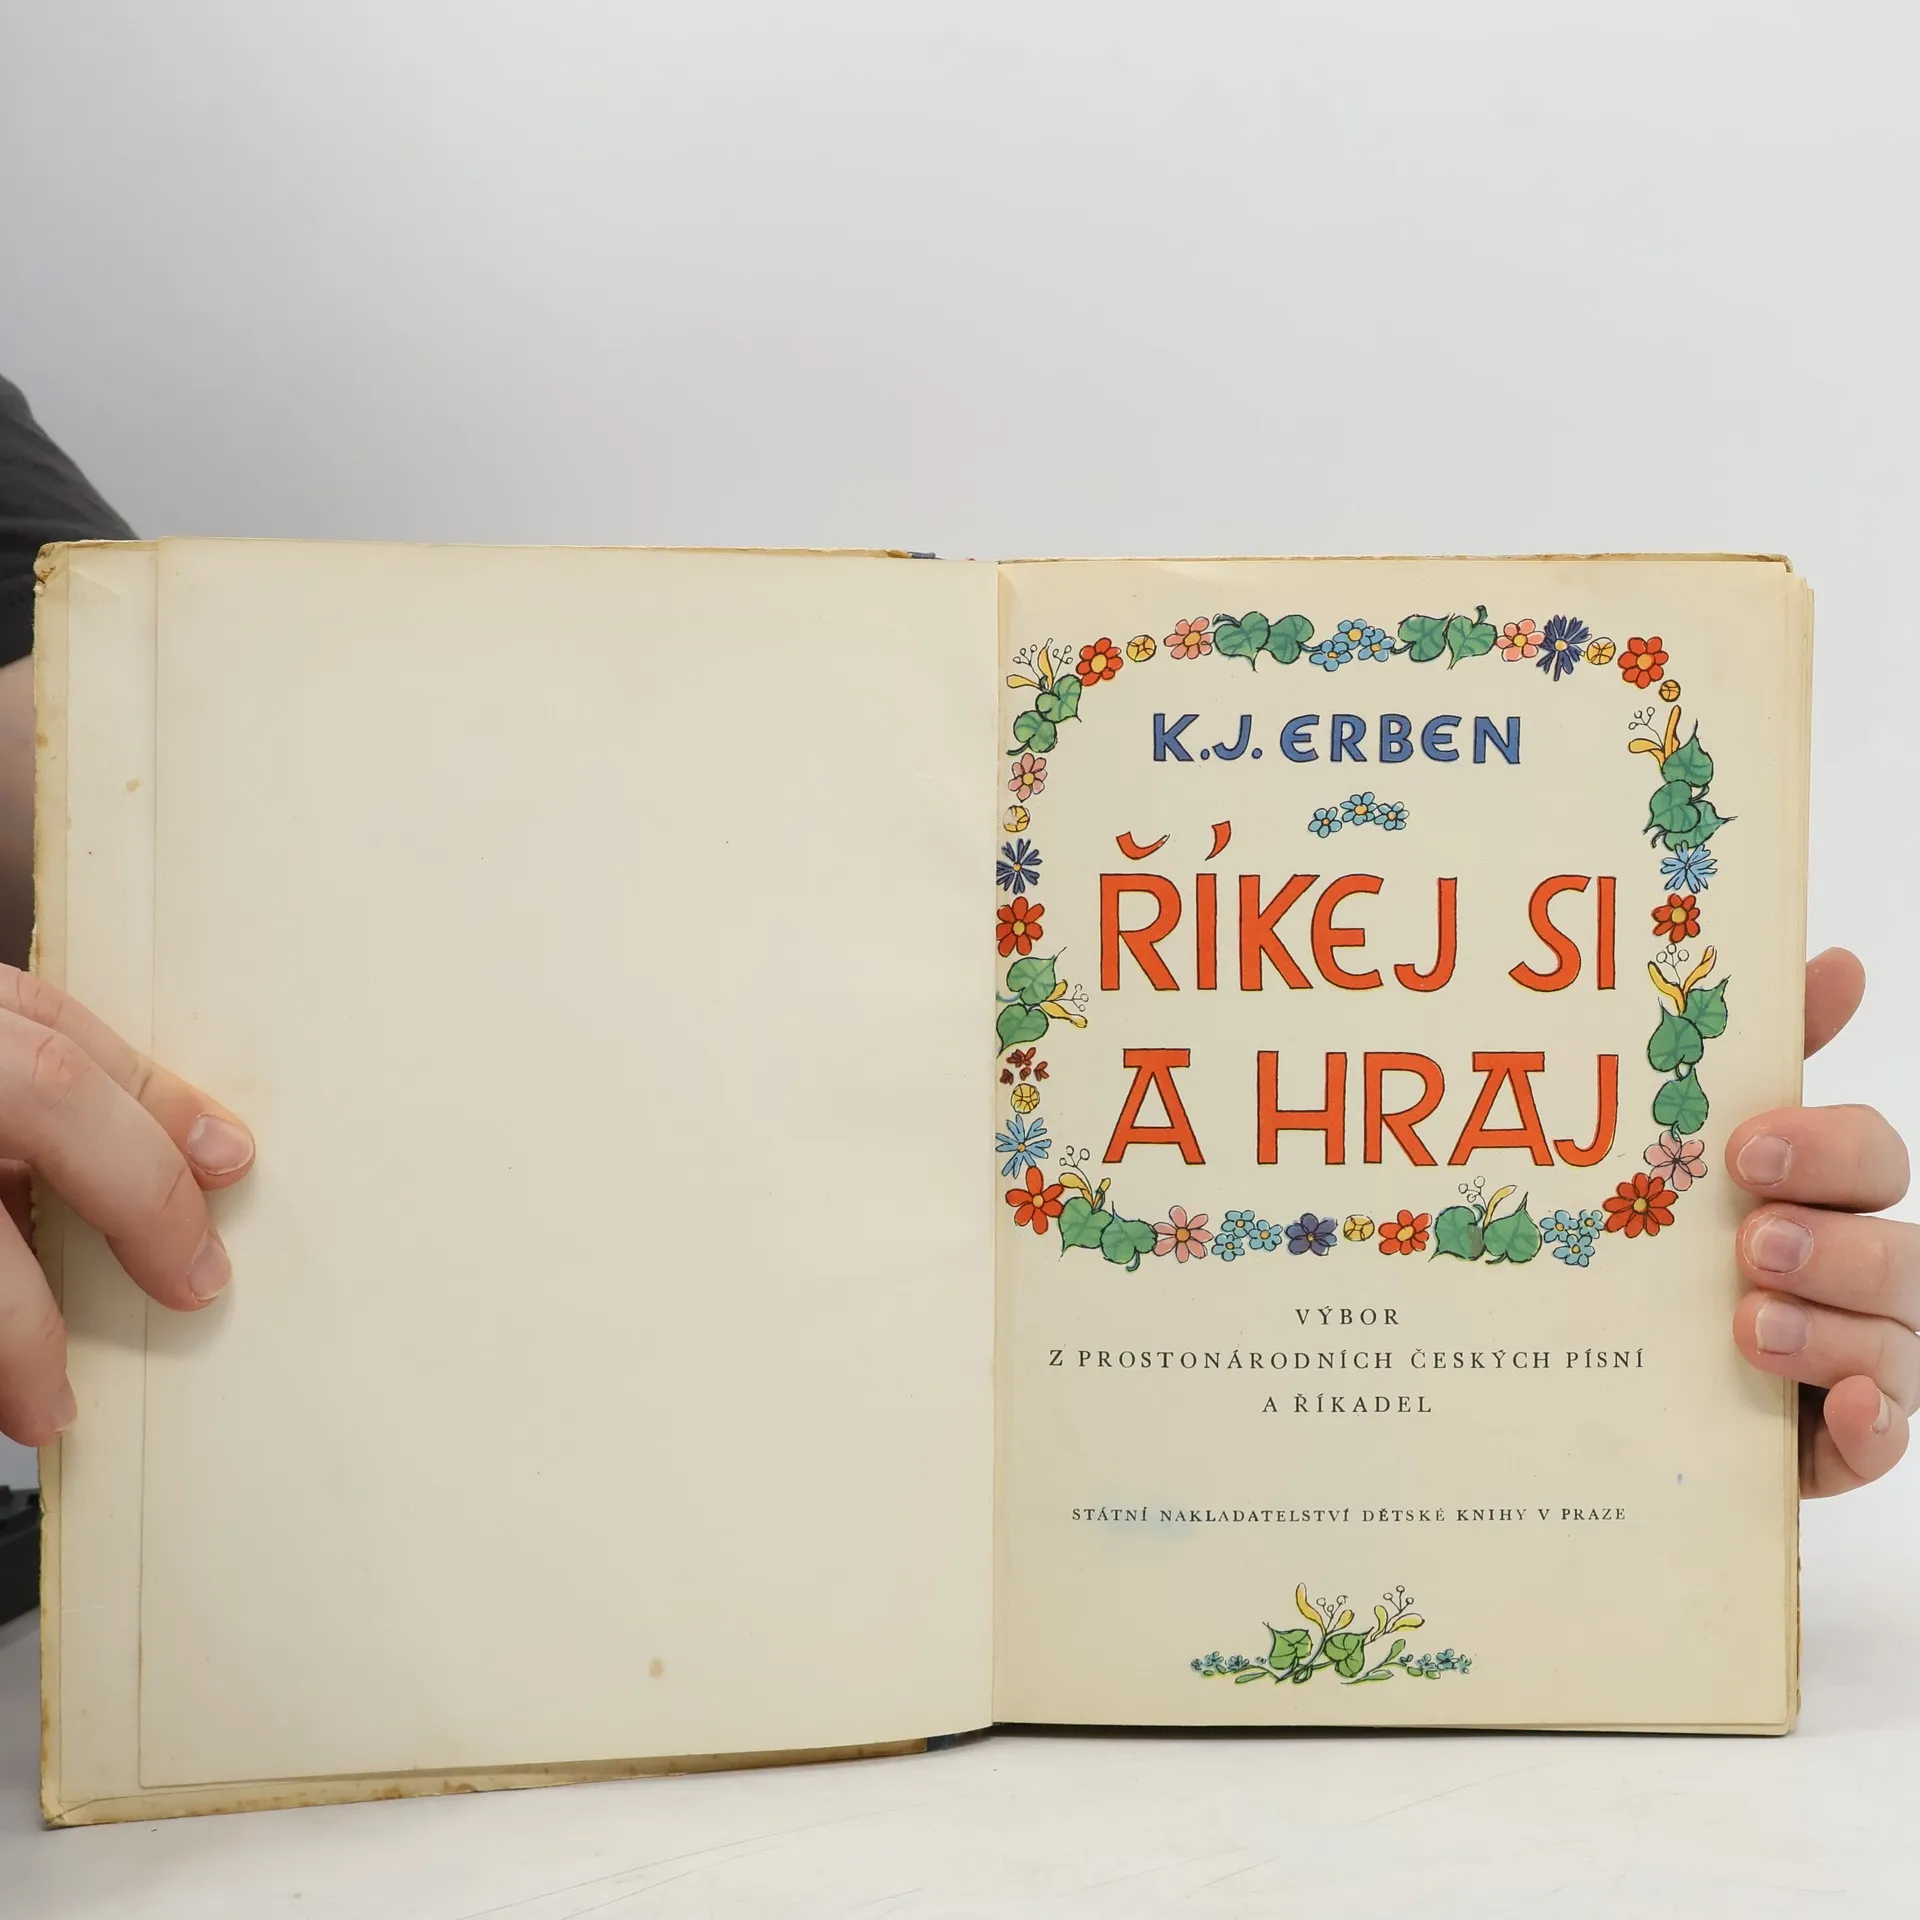 K.J. ERBEN
ŘÍKEJ SI
A HRAJ
VÝBOR
Z PROSTONÁRODNÍCH ČESKÝCH PÍSNÍ
A ŘÍKADEL
STÁTNÍ NAKLADATELSTVÍ DĚTSKÉ KNIHY V PRAZE